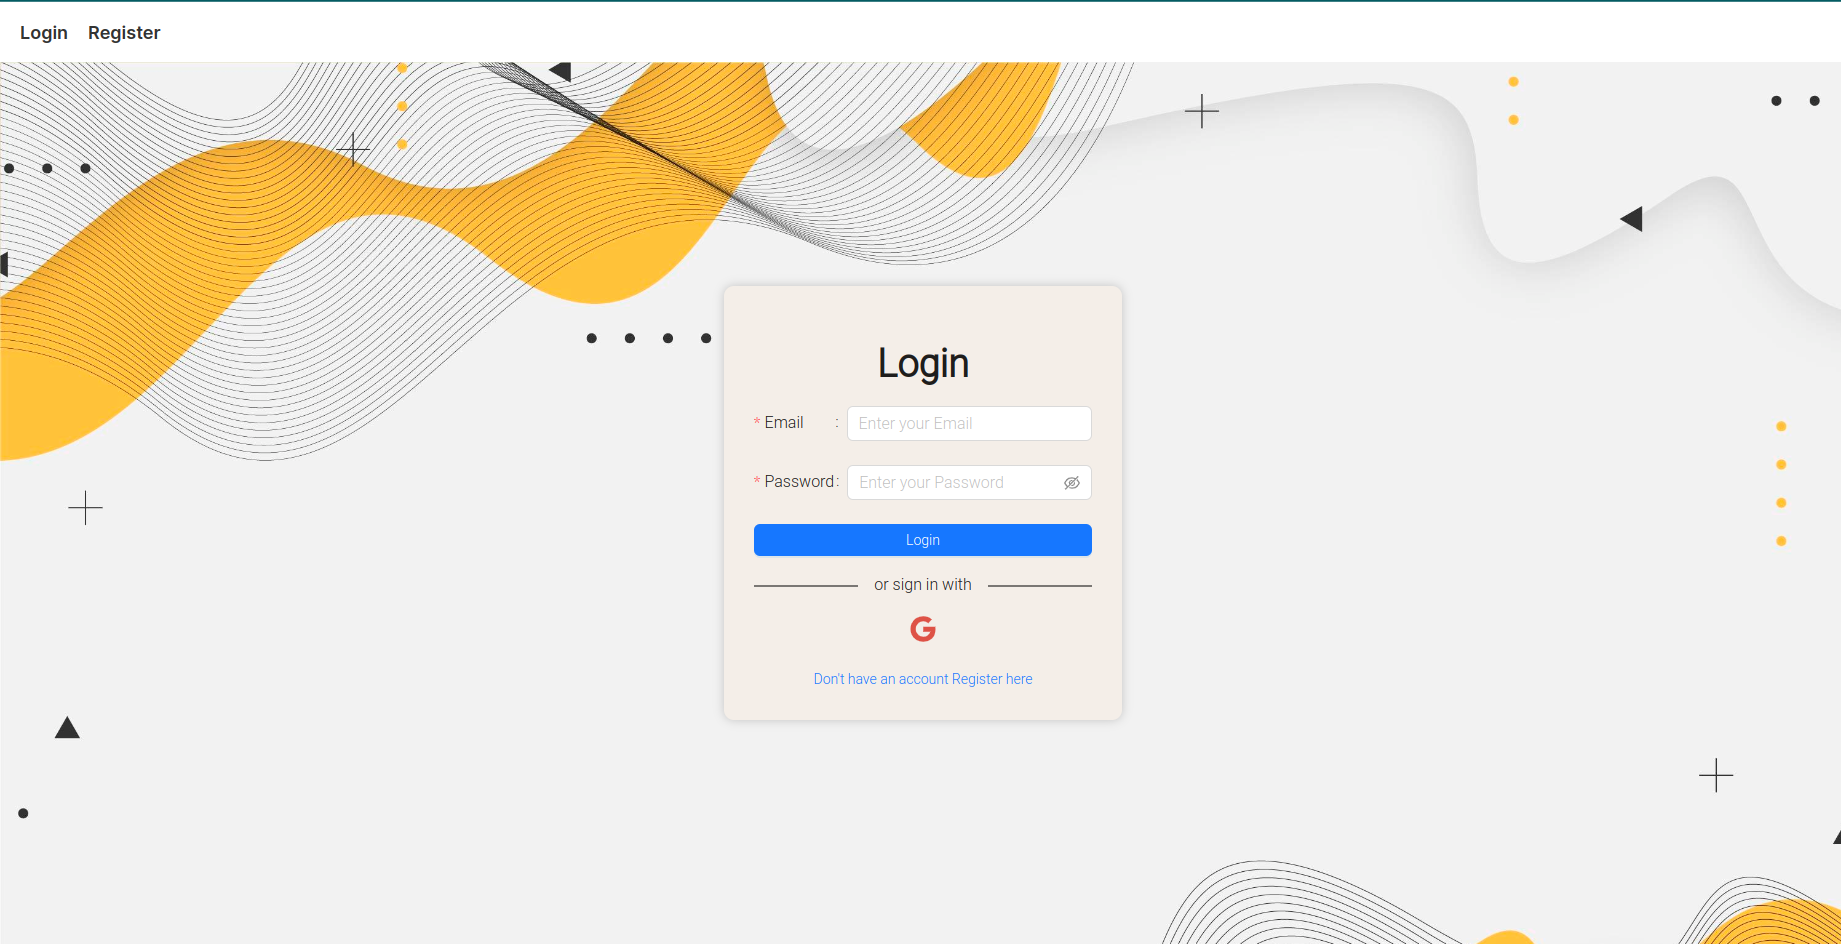 Login Register
Login
* Email :
Enter your Email
* Password :
Enter your Password
Login
or sign in with
G
Don't have an account Register here